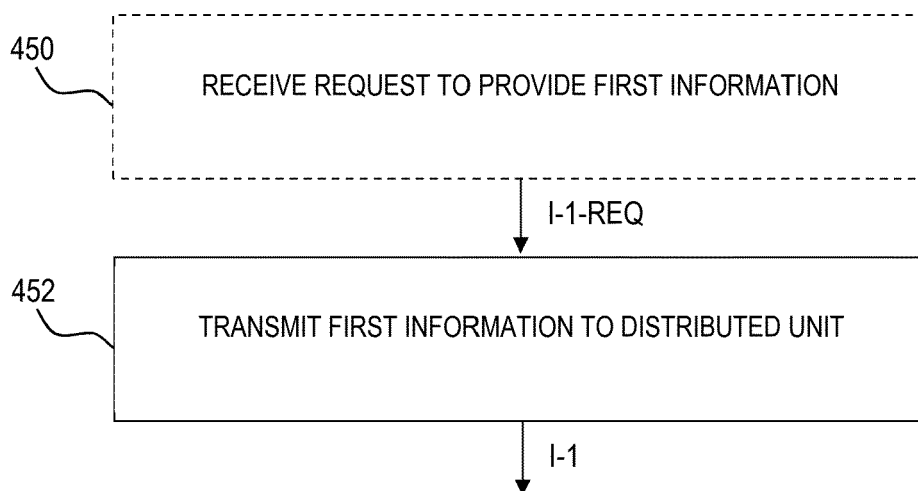 450
RECEIVE REQUEST TO PROVIDE FIRST INFORMATION
I-1-REQ
452
TRANSMIT FIRST INFORMATION TO DISTRIBUTED UNIT
I-1